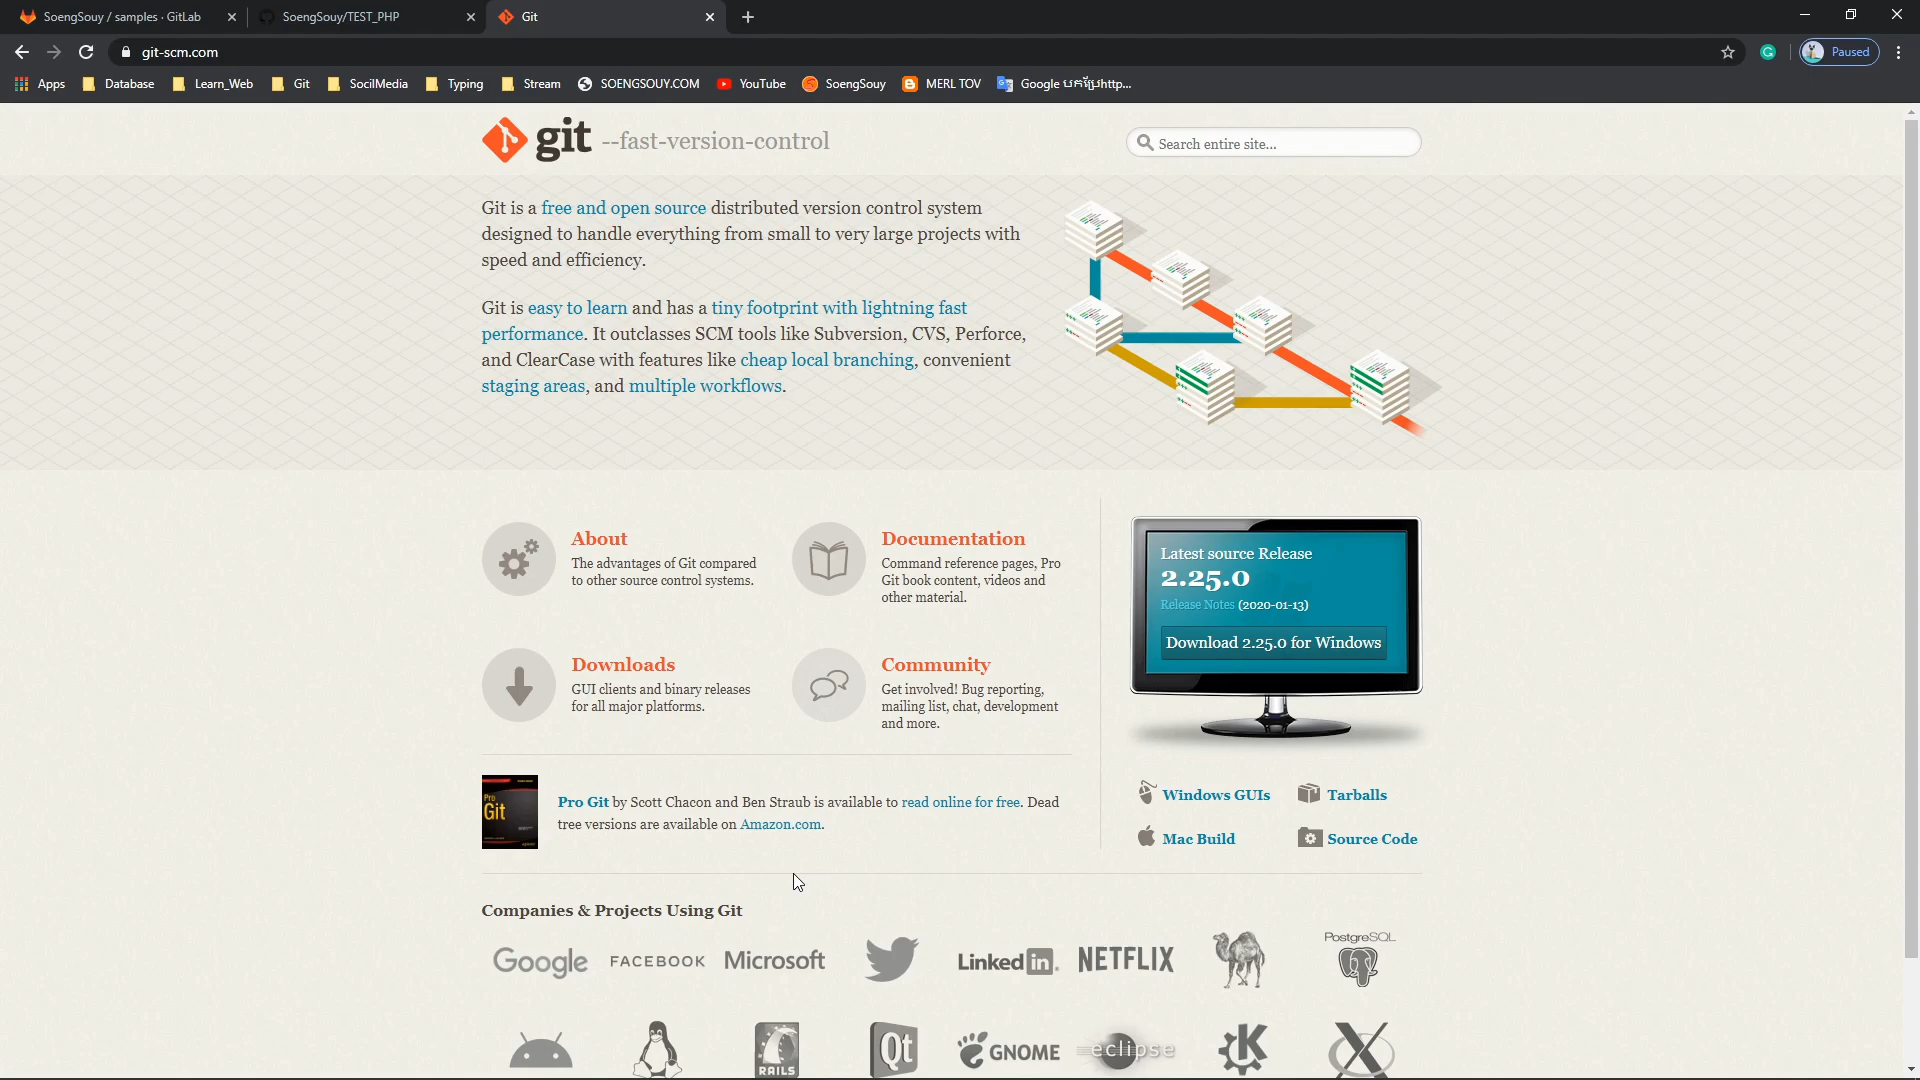 SoengSouy / samples · GitLab
SoengSouy/TEST_PHP
Git
git-scm.com
Paused
Apps
Database
Learn_Web
Git
SocilMedia
Typing
Stream
SOENGSOUY.COM
YouTube
SoengSouy
MERL TOV
Google បកប្រែhttp...
git --fast-version-control
Search entire site...
Git is a free and open source distributed version control system
designed to handle everything from small to very large projects with
speed and efficiency.
Git is easy to learn and has a tiny footprint with lightning fast
performance. It outclasses SCM tools like Subversion, CVS, Perforce,
and ClearCase with features like cheap local branching, convenient
staging areas, and multiple workflows.
About
The advantages of Git compared
to other source control systems.
Documentation
Command reference pages, Pro
Git book content, videos and
other material.
Downloads
GUI clients and binary releases
for all major platforms.
Community
Get involved! Bug reporting,
mailing list, chat, development
and more.
Latest source Release
2.25.0
Release Notes (2020-01-13)
Download 2.25.0 for Windows
Windows GUIs
Tarballs
Mac Build
Source Code
Pro
Git
Pro Git by Scott Chacon and Ben Straub is available to read online for free. Dead
tree versions are available on Amazon.com.
Companies & Projects Using Git
Google
FACEBOOK
Microsoft
Linked in
NETFLIX
PostgreSQL
RAILS
Qt
GNOME
eclipse
K
X